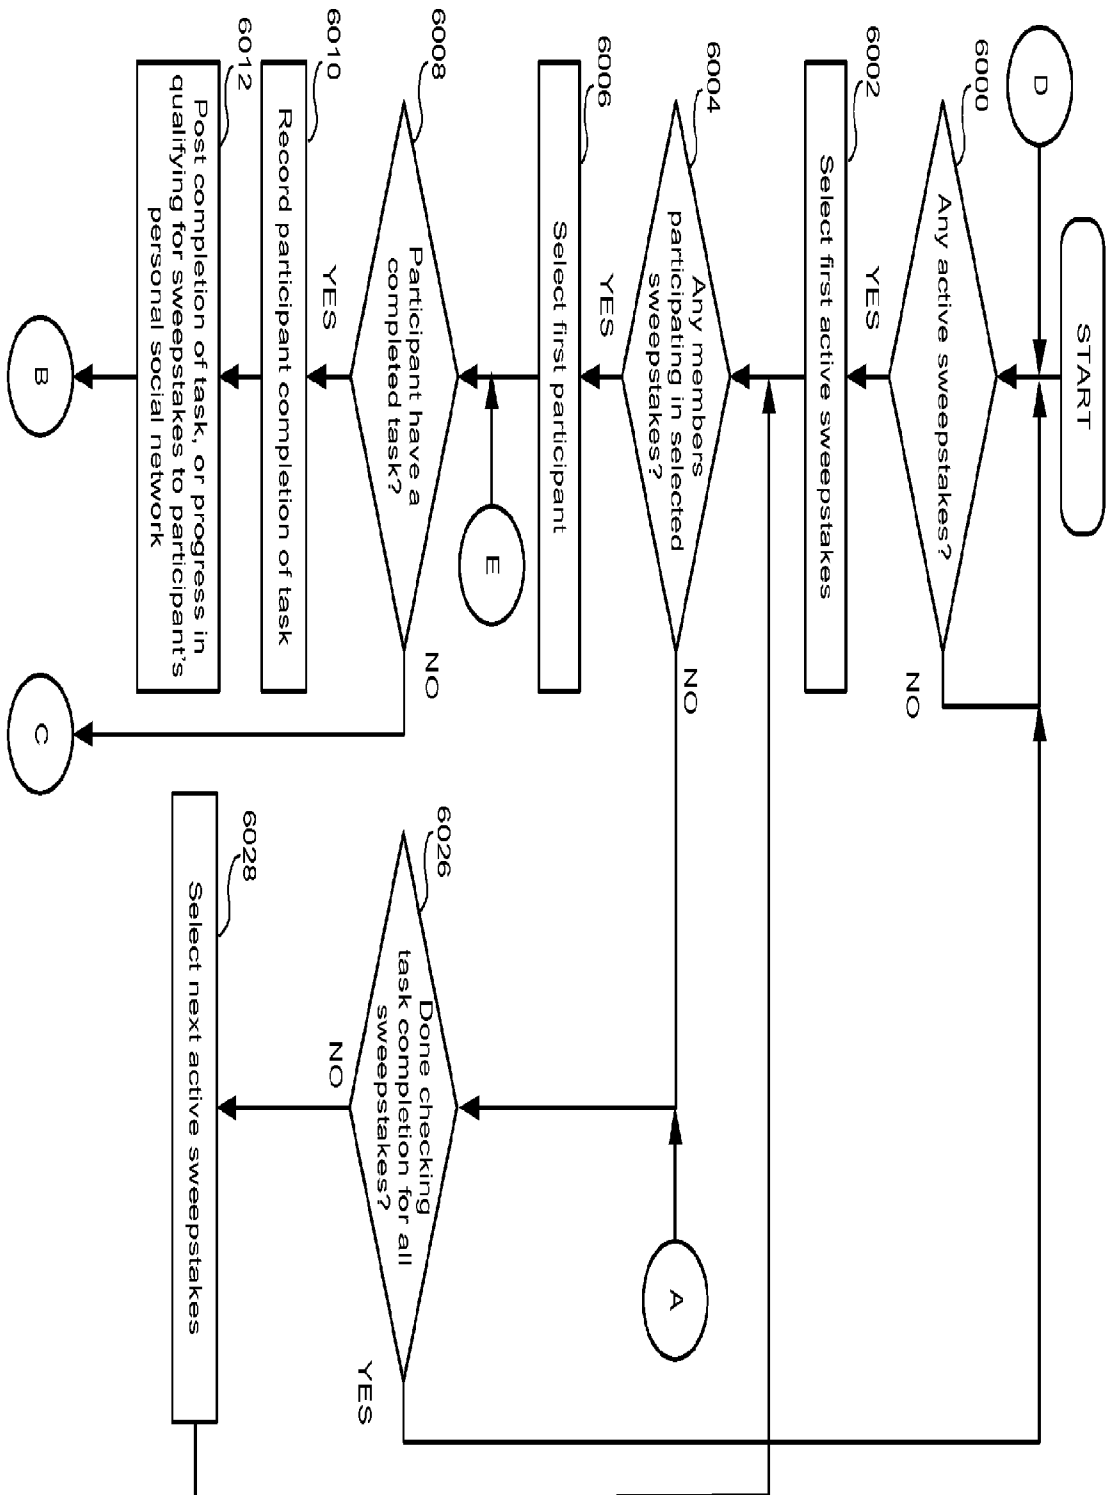 START
D
6000
Any active sweepstakes?
NO
YES
6002
Select first active sweepstakes
6004
Any members
participating in selected
sweepstakes?
NO
YES
6006
Select first participant
E
6008
Participant have a
completed task?
NO
YES
6010
Record participant completion of task
6012
Post completion of task, or progress in
qualifying for sweepstakes to participant's
personal social network
B
C
A
6026
Done checking
task completion for all
sweepstakes?
YES
NO
6028
Select next active sweepstakes